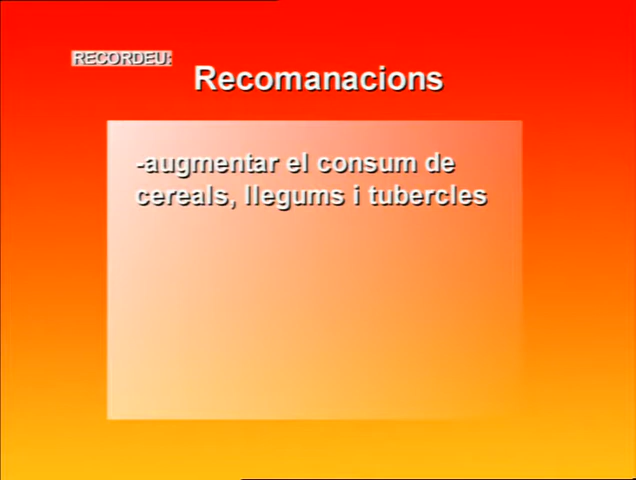 RECORDEU:
Recomanacions
-augmentar el consum de
cereals, llegums i tubercles